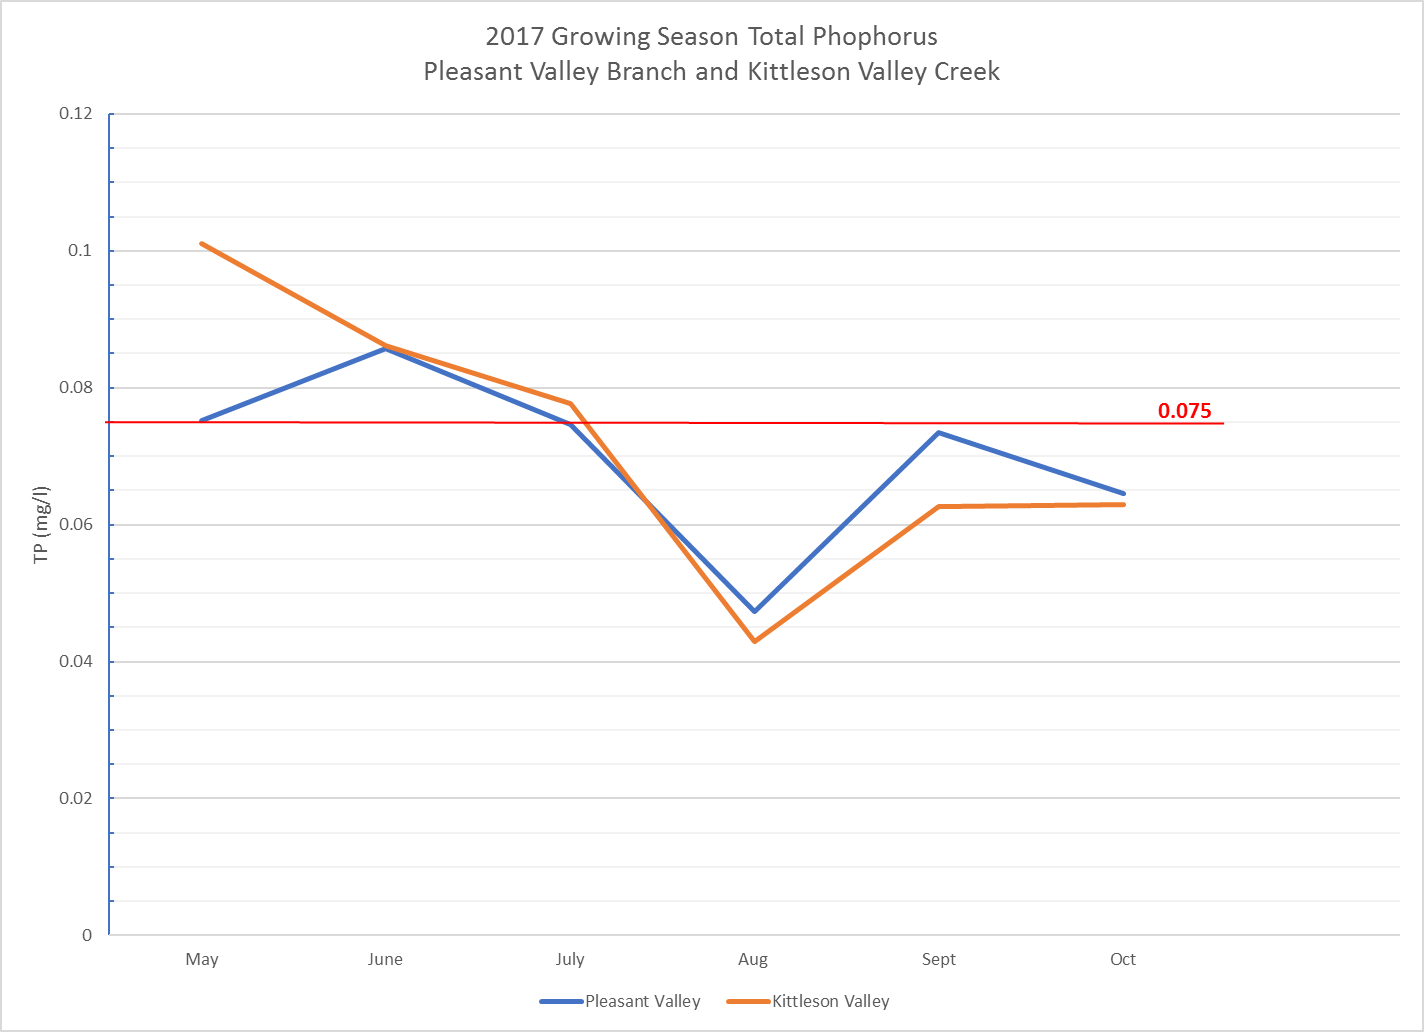 2017 Growing Season Total Phophorus
Pleasant Valley Branch and Kittleson Valley Creek
0.12
0.1
0.08
0.075
0.06
0.04
0.02
0
TP (mg/l)
May June July Aug Sept Oct
Pleasant Valley Kittleson Valley